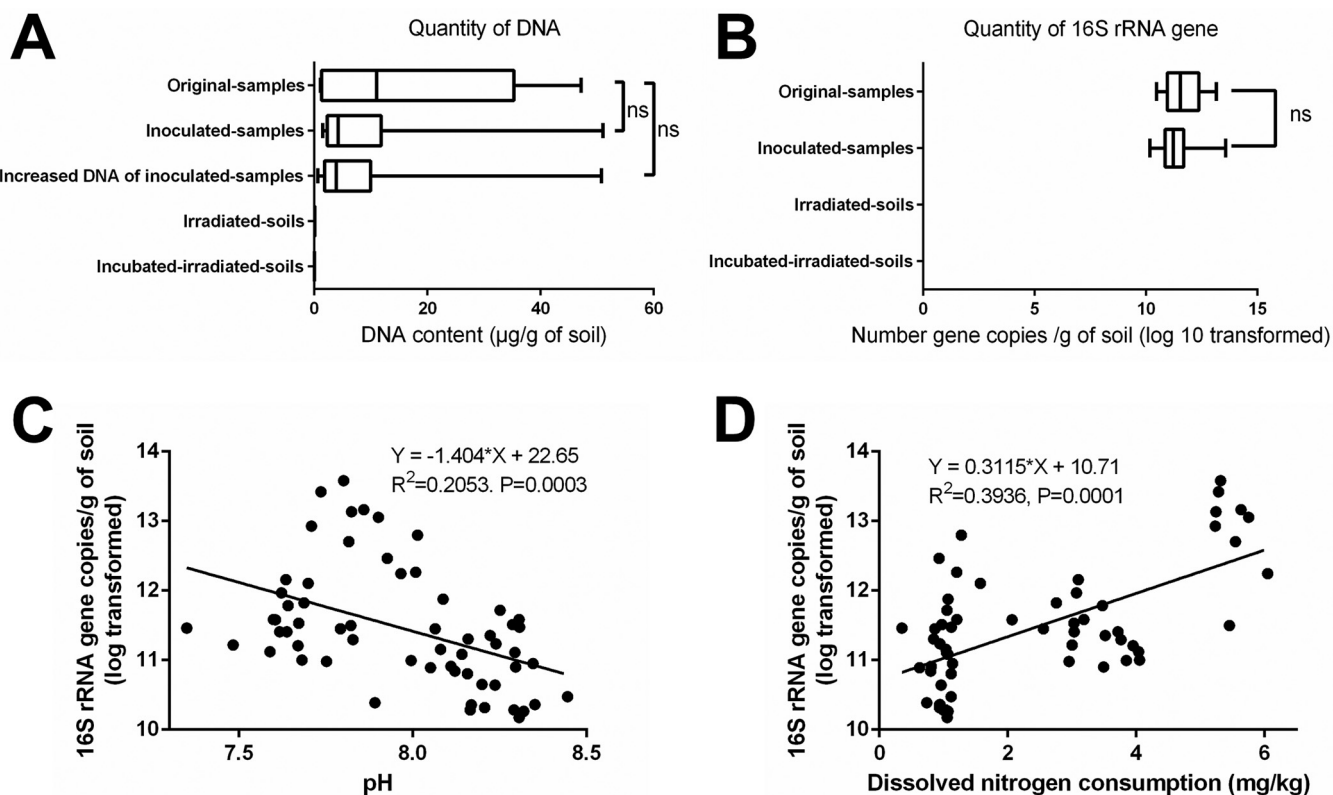 A
Quantity of DNA
Original-samples
Inoculated-samples
Increased DNA of inoculated-samples
Irradiated-soils
Incubated-irradiated-soils
ns
ns
0 20 40 60
DNA content (µg/g of soil)
B
Quantity of 16S rRNA gene
Original-samples
Inoculated-samples
Irradiated-soils
Incubated-irradiated-soils
ns
0 5 10 15
Number gene copies /g of soil (log 10 transformed)
C
16S rRNA gene copies/g of soil
(log transformed)
14
13
12
11
10
Y = -1.404*X + 22.65
R²=0.2053. P=0.0003
7.5 8.0 8.5
pH
D
16S rRNA gene copies/g of soil
(log transformed)
14
13
12
11
10
Y = 0.3115*X + 10.71
R²=0.3936, P=0.0001
0 2 4 6
Dissolved nitrogen consumption (mg/kg)